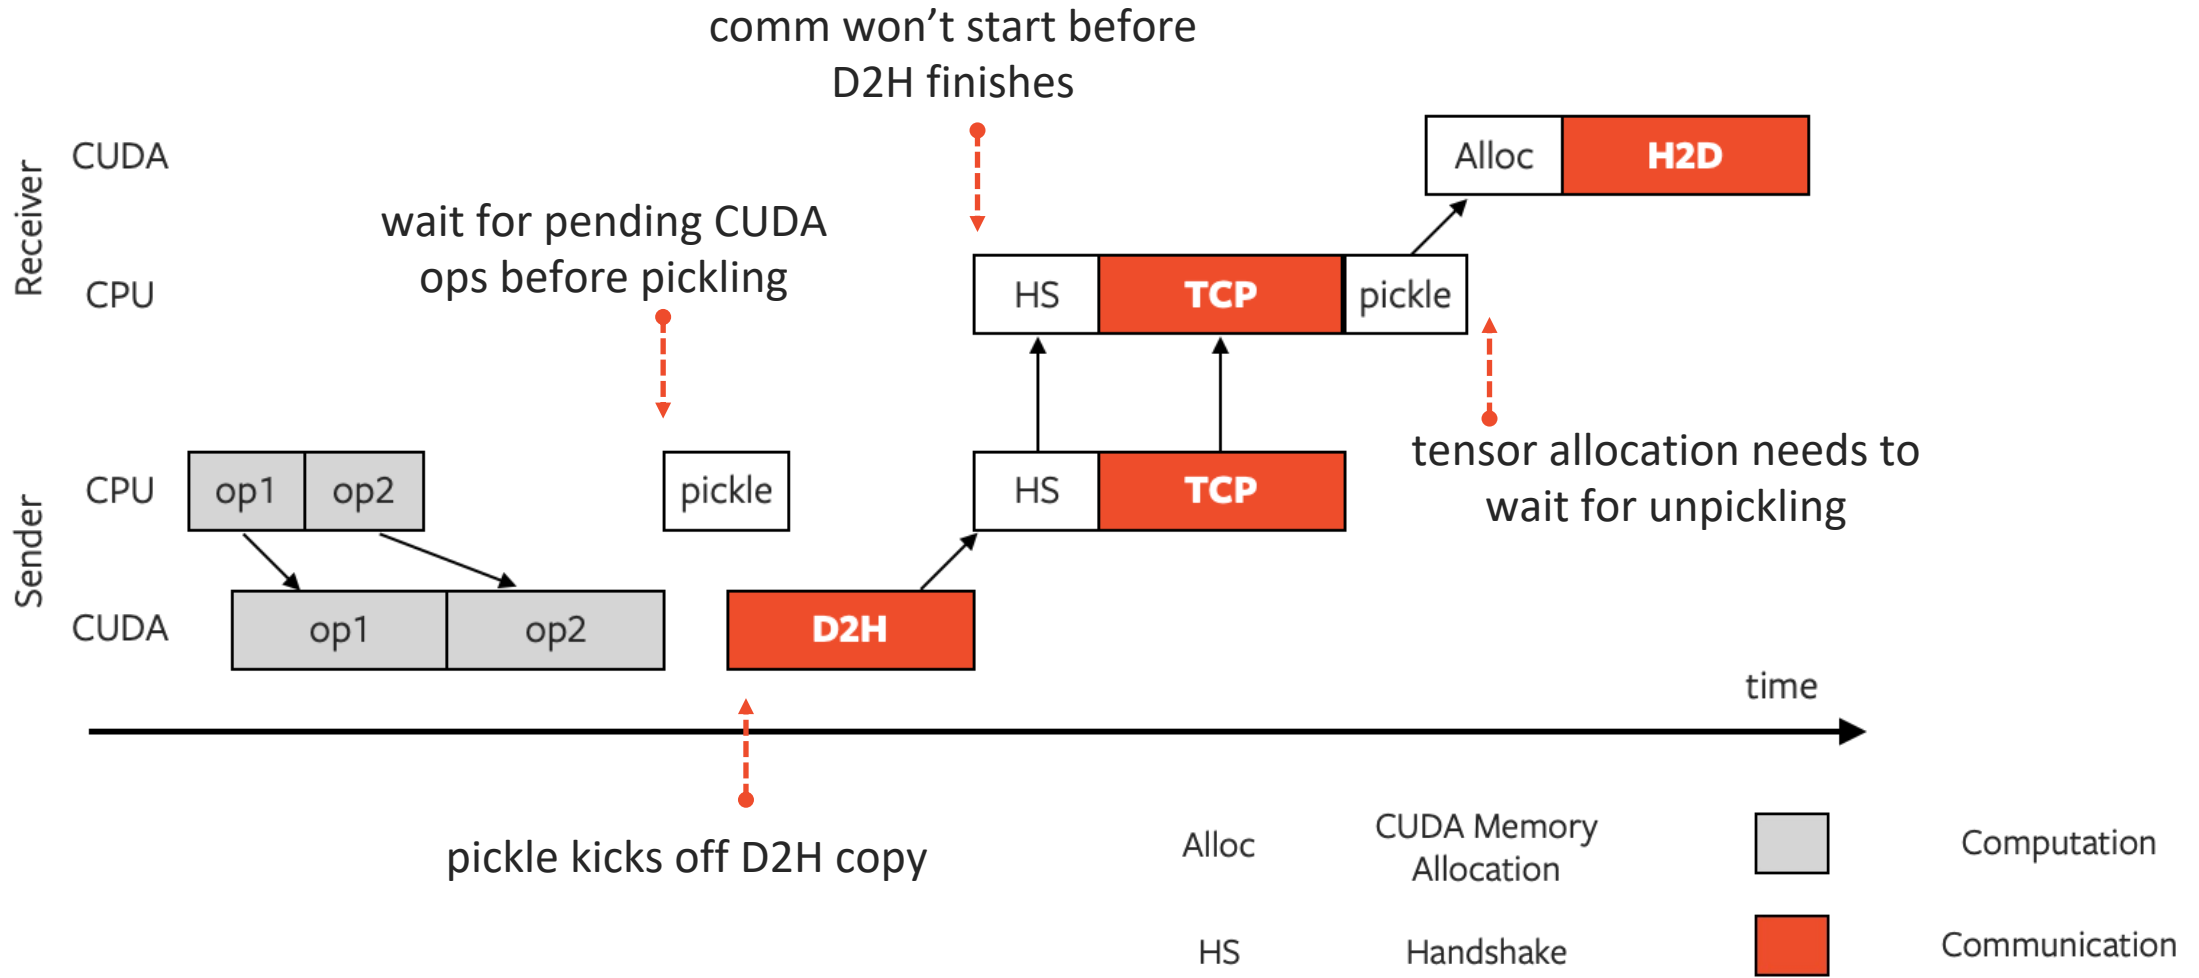 comm won’t start before
D2H finishes
Receiver
CUDA
Alloc
H2D
wait for pending CUDA
ops before pickling
CPU
HS
TCP
pickle
tensor allocation needs to
wait for unpickling
Sender
CPU
op1
op2
pickle
HS
TCP
CUDA
op1
op2
D2H
time
pickle kicks off D2H copy
Alloc
CUDA Memory
Allocation
Computation
HS
Handshake
Communication